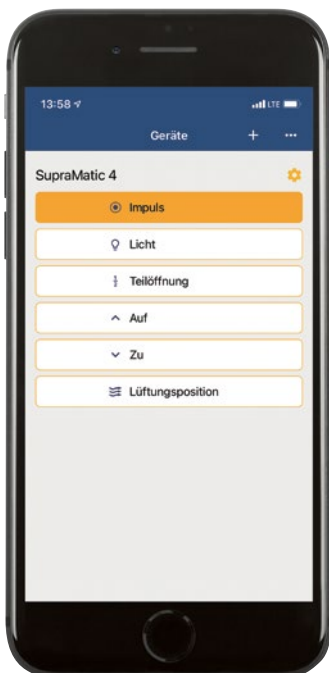 13:58 LTE
Geräte + ...
SupraMatic 4
Impuls
Licht
Teilöffnung
Auf
Zu
Lüftungsposition